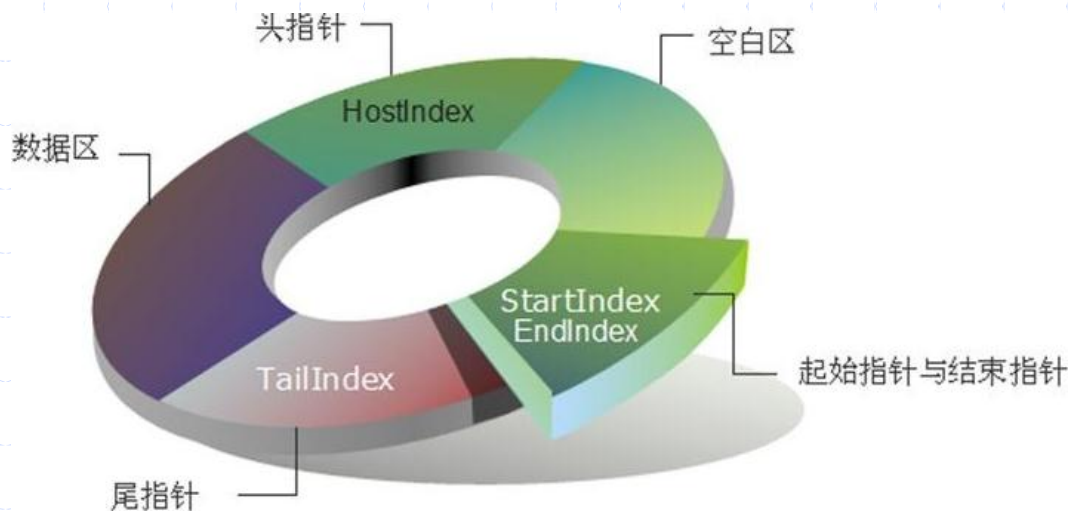 头指针
空白区
HostIndex
数据区
StartIndex
EndIndex
TailIndex
起始指针与结束指针
尾指针